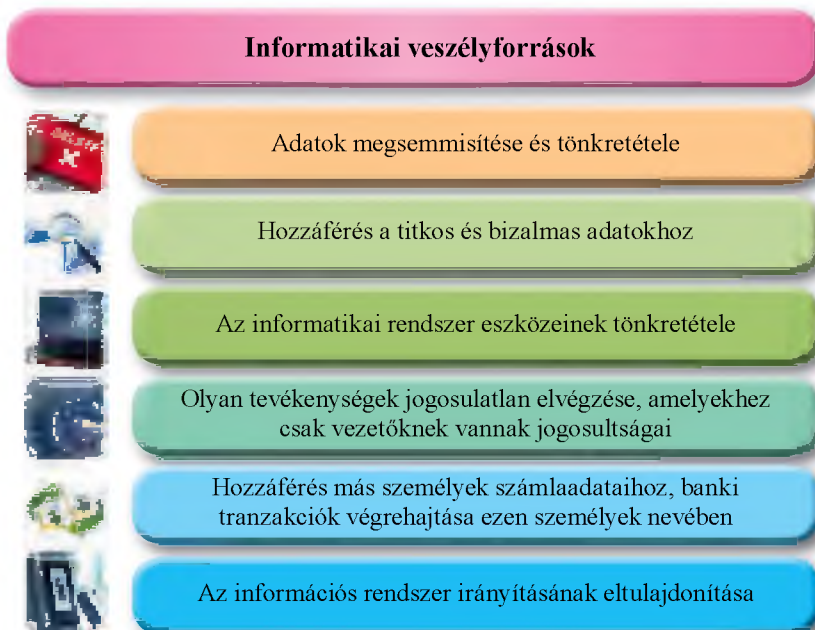 Informatikai veszélyforrások
Adatok megsemmisítése és tönkretétele
Hozzáférés a titkos és bizalmas adatokhoz
Az informatikai rendszer eszközeinek tönkretétele
Olyan tevékenységek jogosulatlan elvégzése, amelyekhez
csak vezetőknek vannak jogosultságai
Hozzáférés más személyek számlaadataihoz, banki
tranzakciók végrehajtása ezen személyek nevében
Az információs rendszer irányításának eltulajdonítása